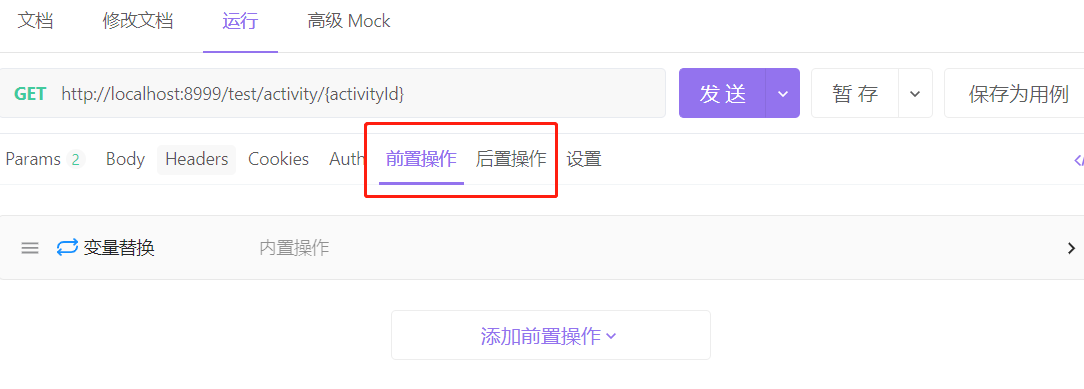 文档 修改文档 运行 高级 Mock
GET http://localhost:8999/test/activity/{activityId} 发 送 暂 存 保存为用例
Params 2 Body Headers Cookies Auth 前置操作 后置操作 设置
变量替换 内置操作
添加前置操作